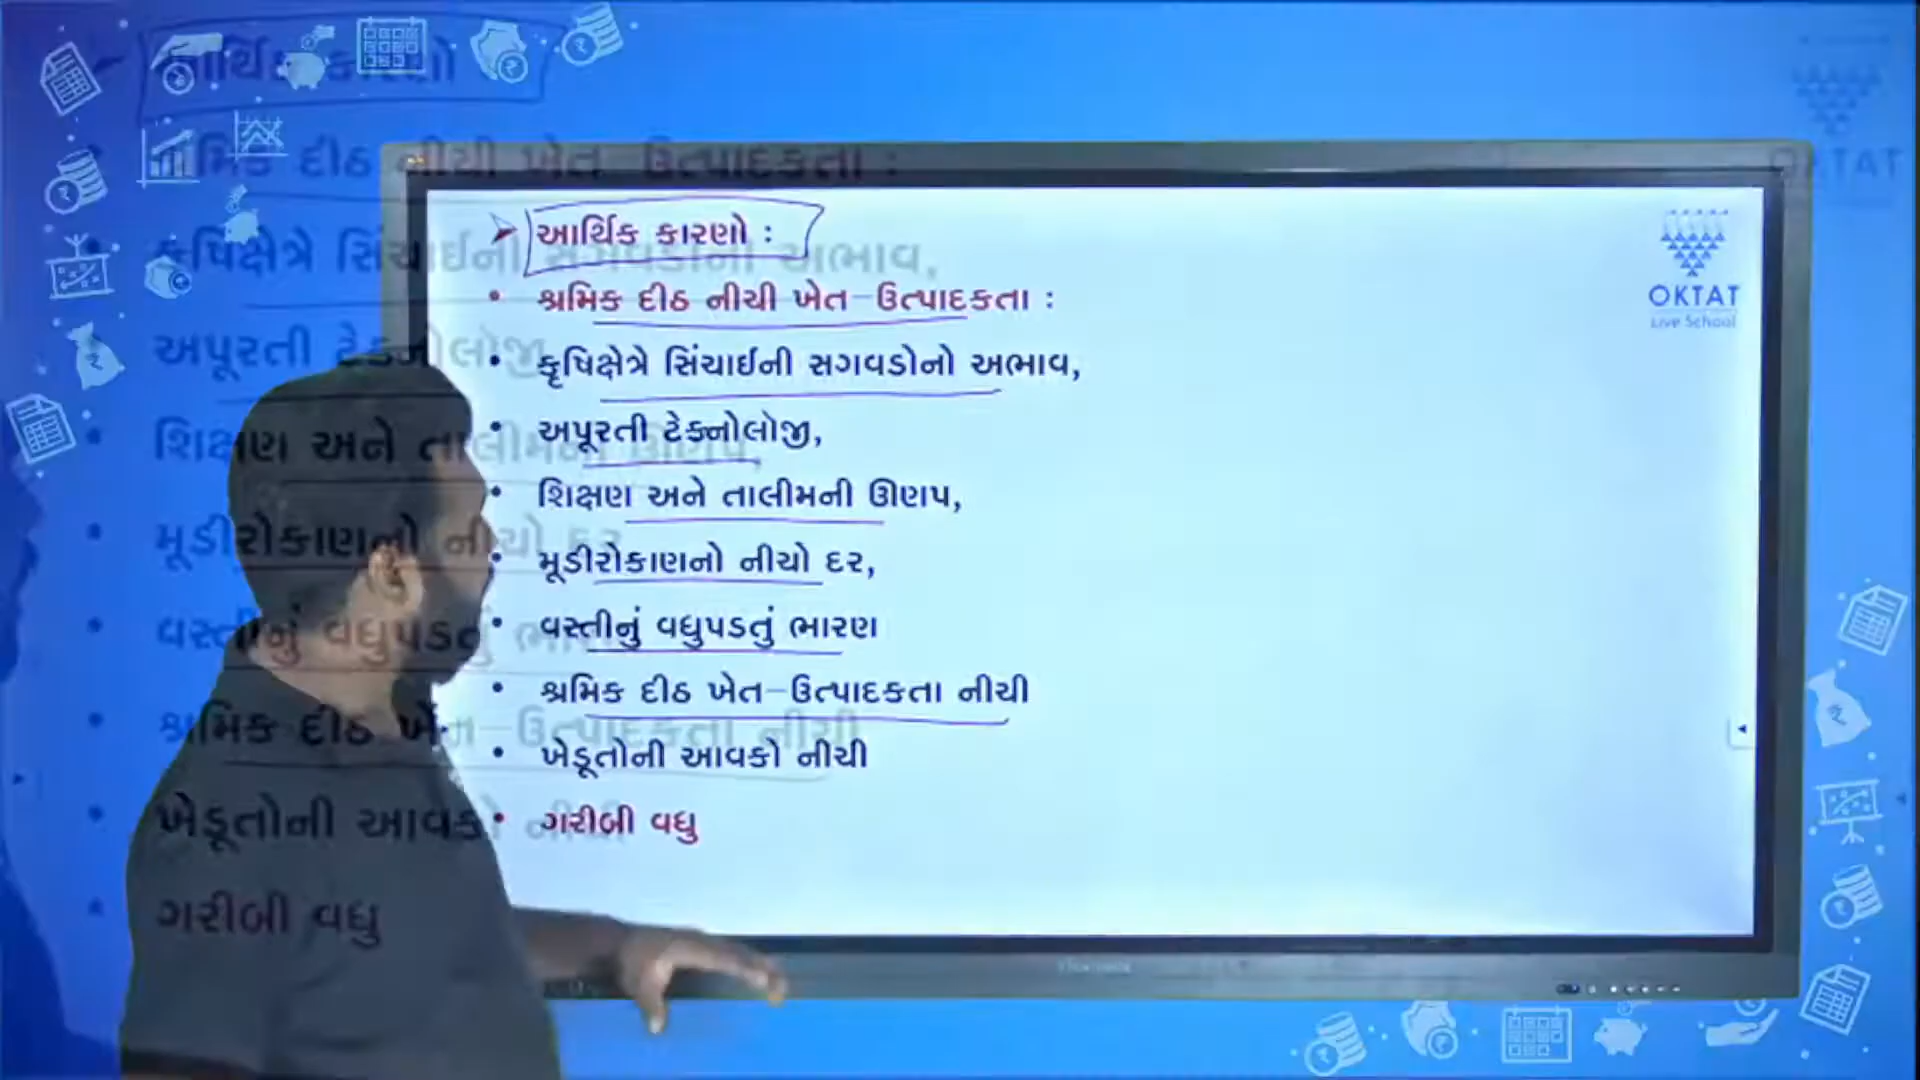 આર્થિક કારણો :
શ્રમિક દીઠ નીચી ખેત-ઉત્પાદકતા :
કૃષિક્ષેત્રે સિંચાઈની સગવડોનો અભાવ,
અપૂરતી ટેક્નોલોજી,
શિક્ષણ અને તાલીમની ઊણપ,
મૂડીરોકાણનો નીચો દર,
વસ્તીનું વધુપડતું ભારણ
શ્રમિક દીઠ ખેત-ઉત્પાદકતા નીચી
ખેડૂતોની આવકો નીચી
ગરીબી વધુ
OKTAT
Live School